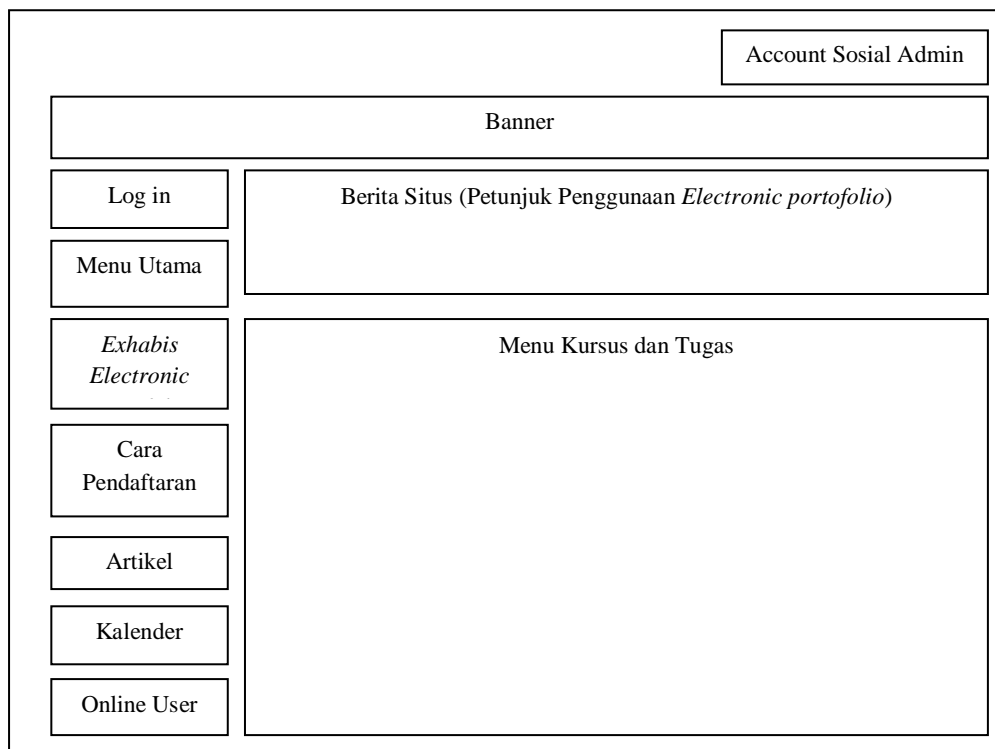 Account Sosial Admin
Banner
Log in
Berita Situs (Petunjuk Penggunaan Electronic portofolio)
Menu Utama
Exhabis
Electronic
Menu Kursus dan Tugas
Cara
Pendaftaran
Artikel
Kalender
Online User